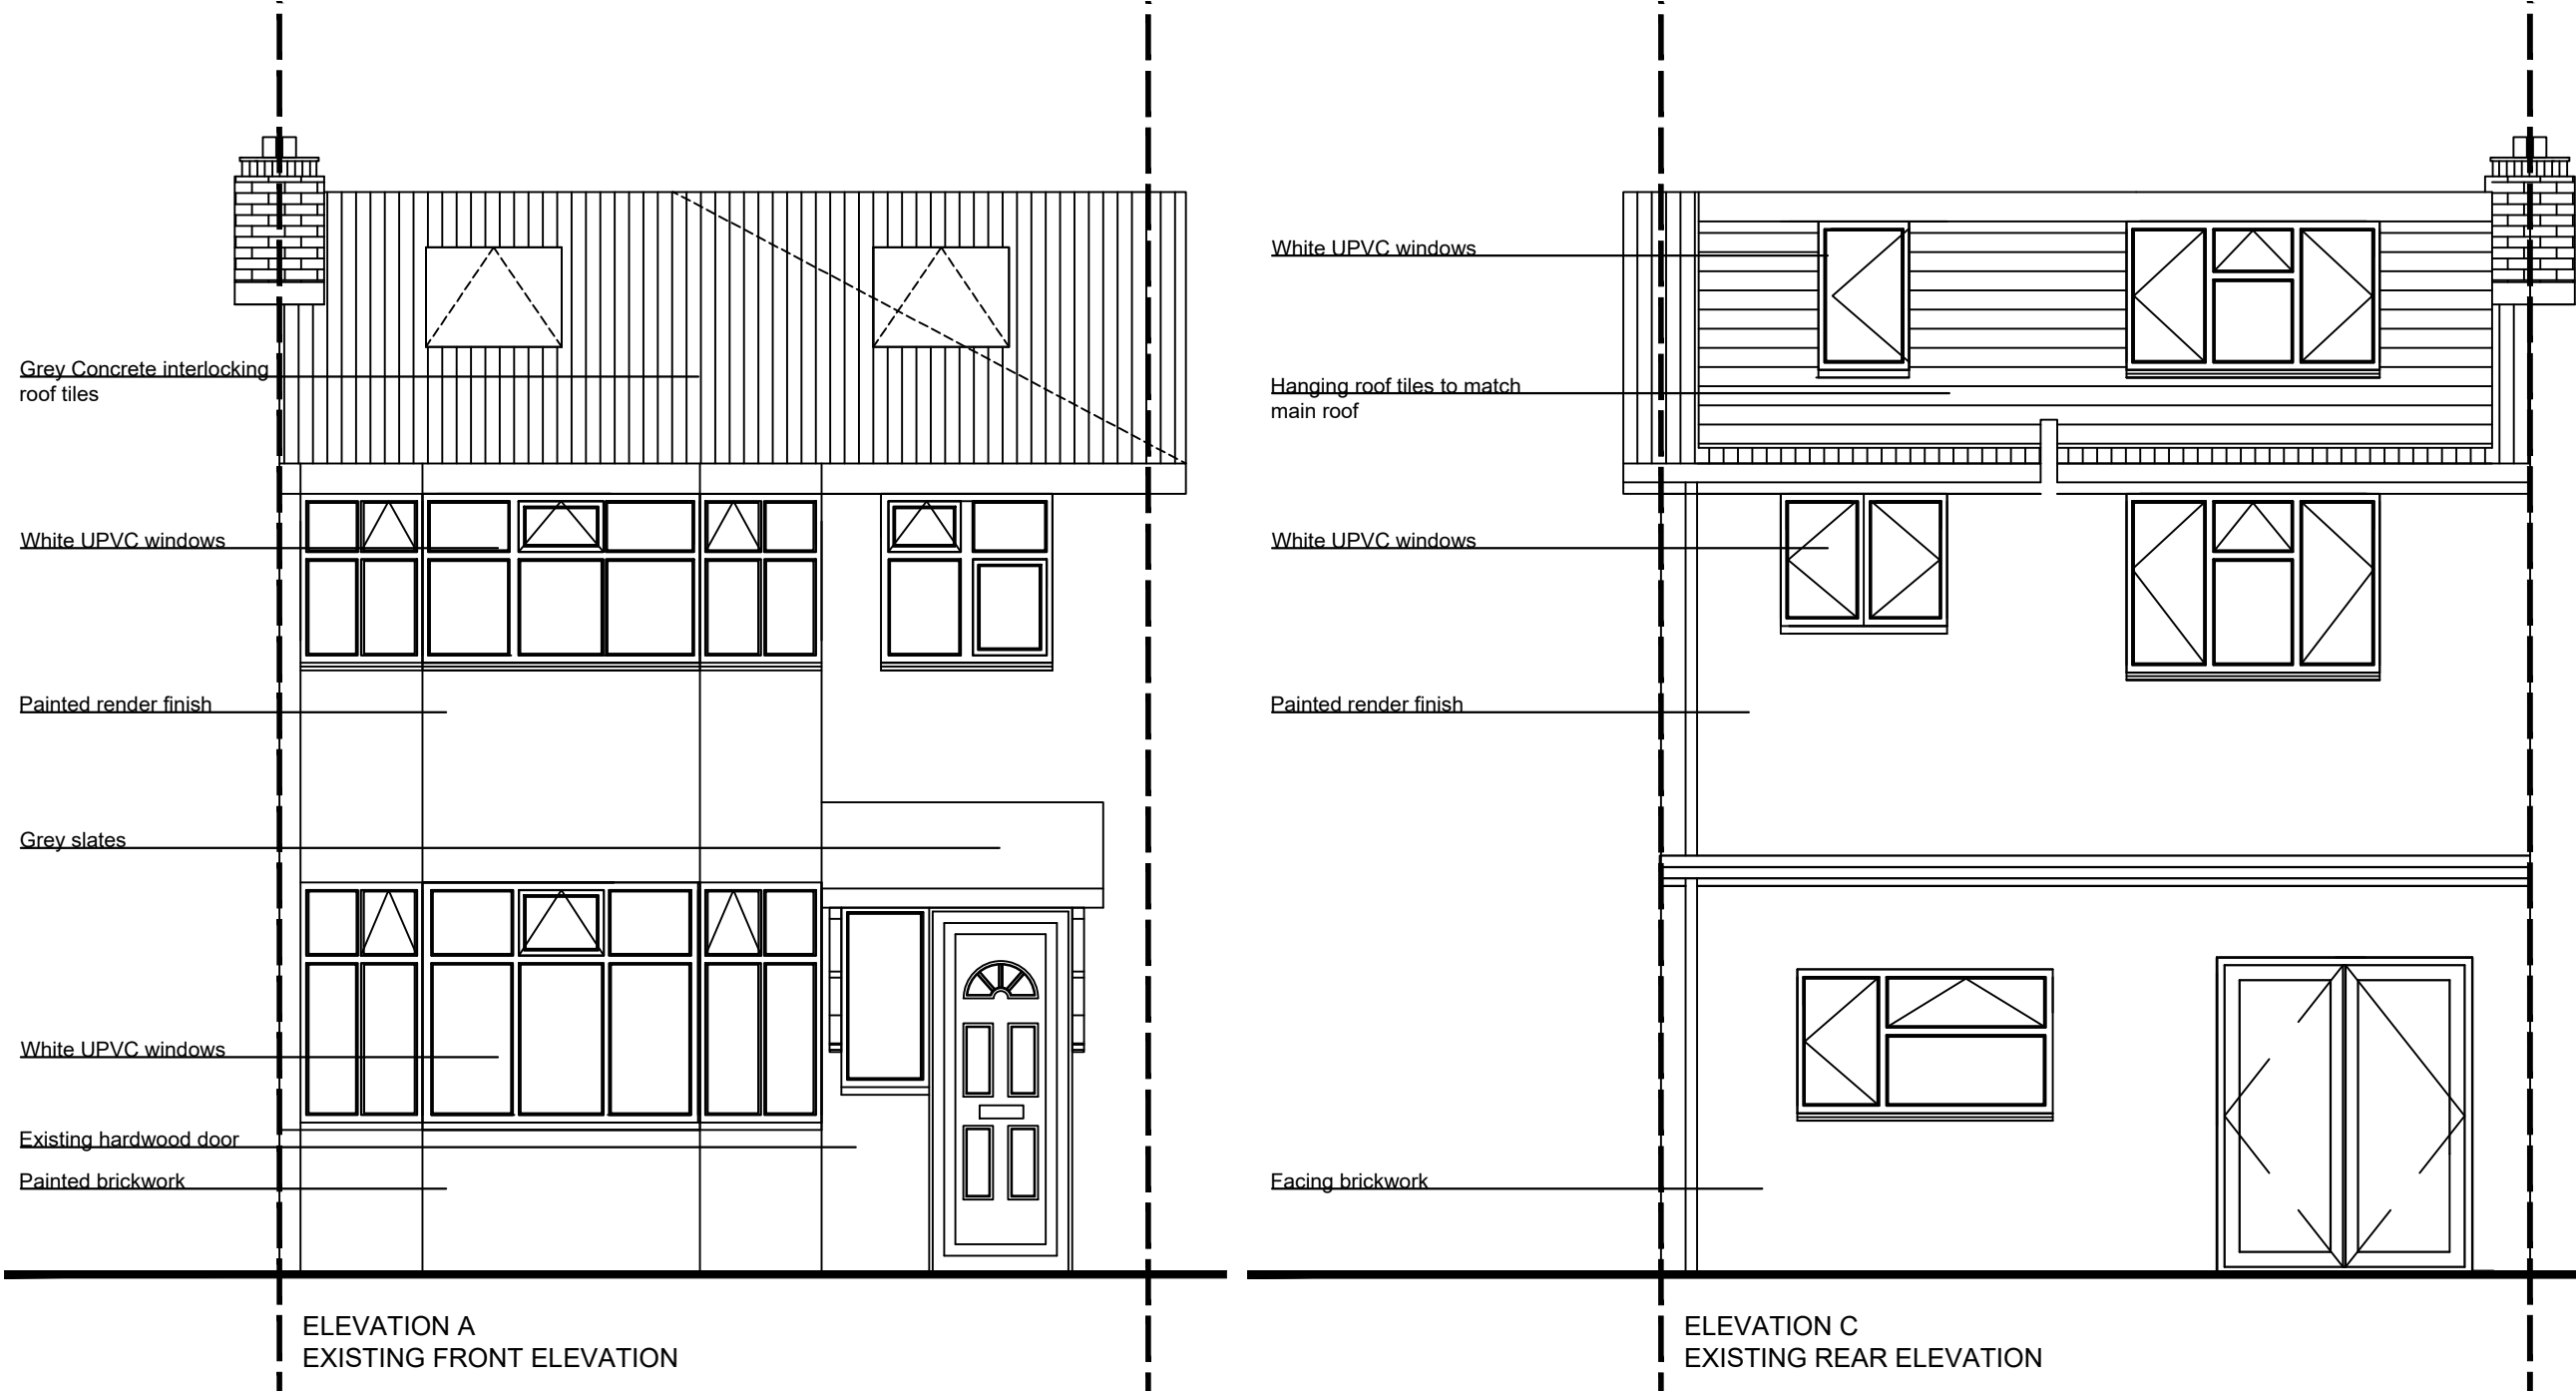 Grey Concrete interlocking
roof tiles
White UPVC windows
Painted render finish
Grey slates
White UPVC windows
Existing hardwood door
Painted brickwork
ELEVATION A
EXISTING FRONT ELEVATION
White UPVC windows
Hanging roof tiles to match
main roof
White UPVC windows
Painted render finish
Facing brickwork
ELEVATION C
EXISTING REAR ELEVATION